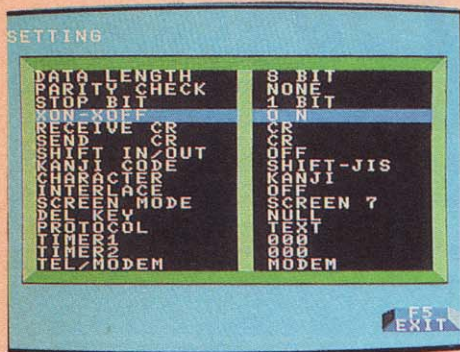 SETTING
DATA LENGTH 8 BIT
PARITY CHECK NONE
STOP BIT 1 BIT
XON-XOFF O N
RECEIVE CR CR
SEND CR CR
SHIFT IN/OUT OFF
KANJI CODE SHIFT-JIS
CHARACTER KANJI
INTERLACE OFF
SCREEN MODE SCREEN 7
DEL KEY NULL
PROTOCOL TEXT
TIMER1 000
TIMER2 000
TEL/MODEM MODEM
F5
EXIT